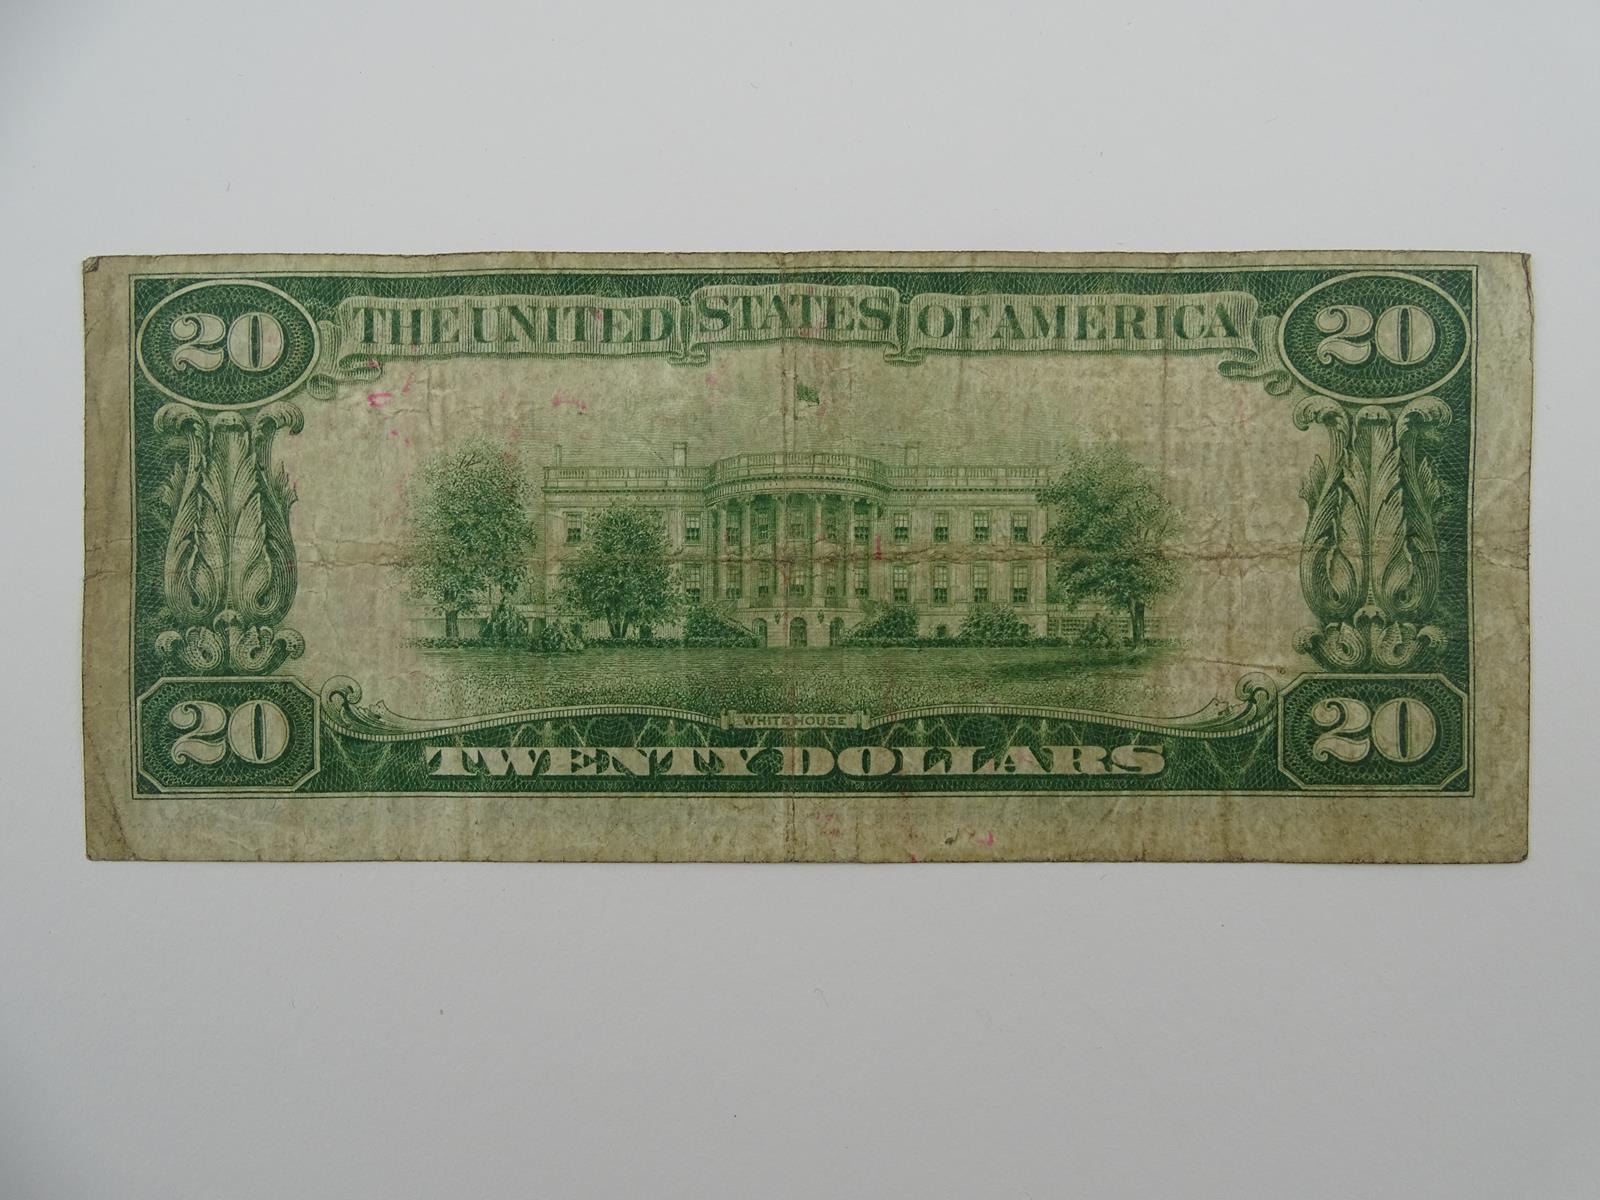 20 THE UNITED STATES OF AMERICA 20
WHITE HOUSE
20 TWENTY DOLLARS 20